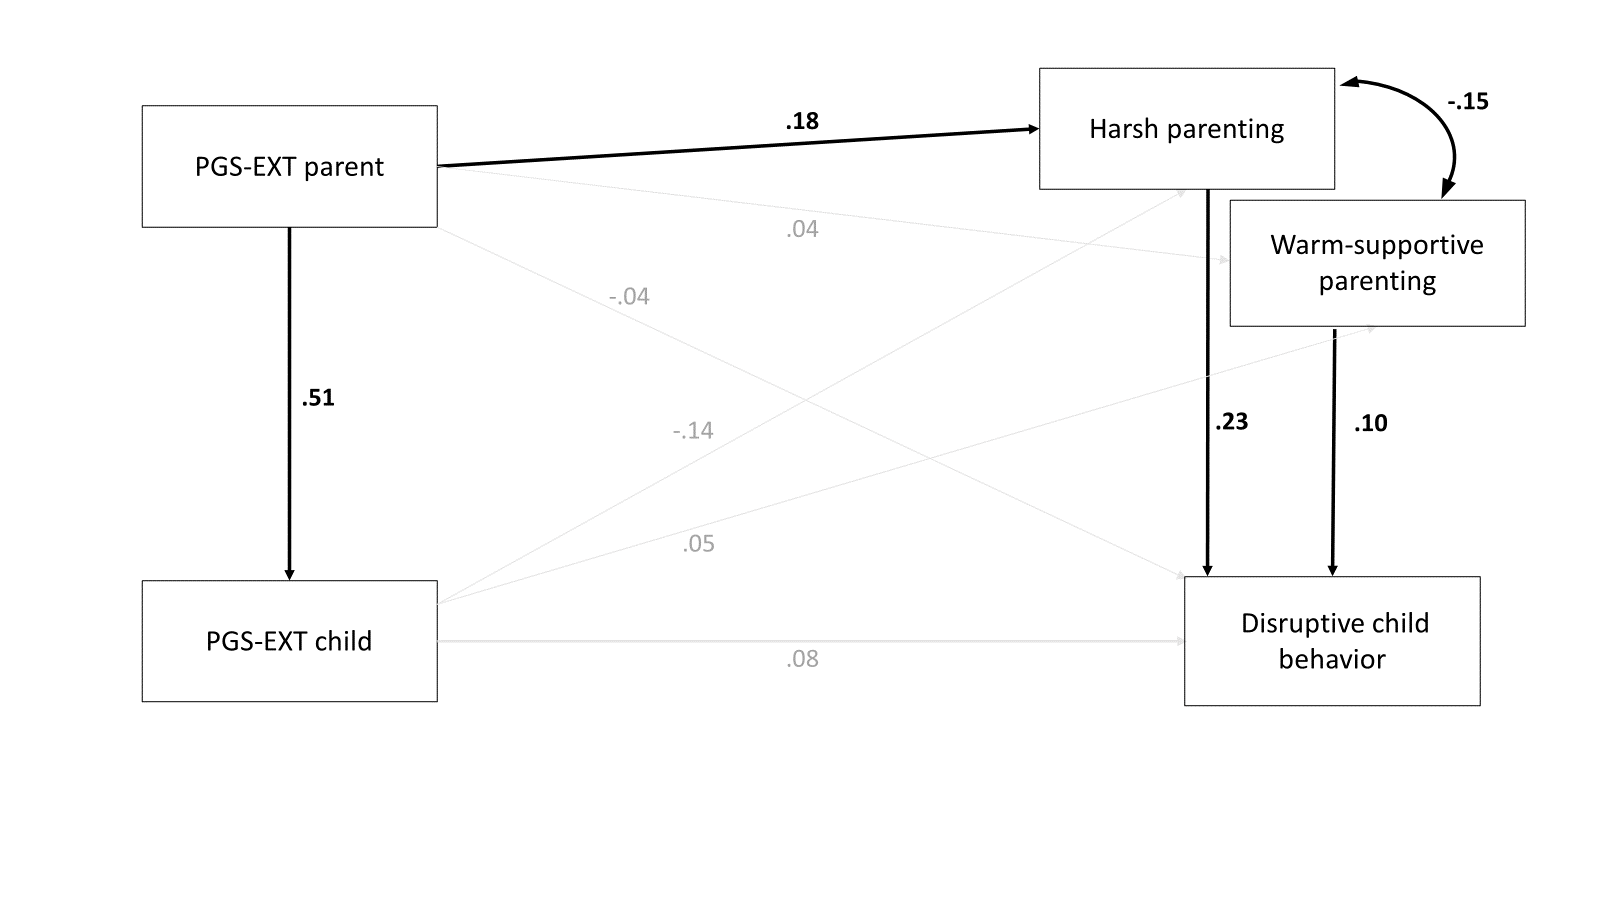 Harsh parenting
-.15
.18
PGS-EXT parent
.04
Warm-supportive
parenting
-.04
.51
.23
.10
-.14
.05
PGS-EXT child
.08
Disruptive child
behavior